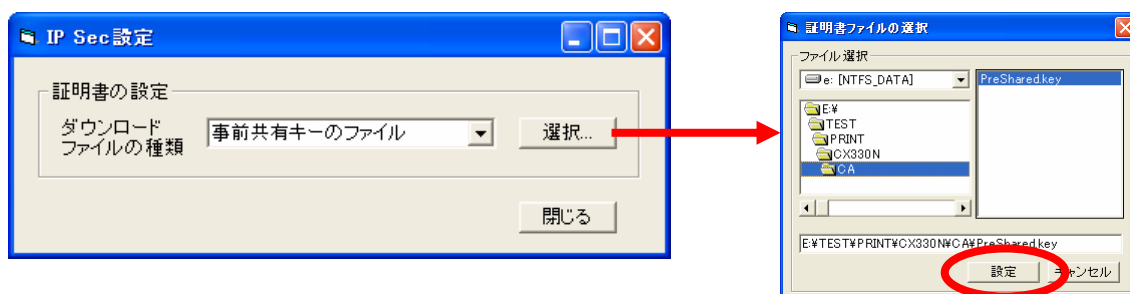 IP Sec設定
証明書の設定
ダウンロード
ファイルの種類
事前共有キーのファイル
選択...
閉じる
証明書ファイルの選択
ファイル選択
e: [NTFS_DATA]
PreShared.key
E:¥
TEST
PRINT
CX330N
CA
E:¥TEST¥PRINT¥CX330N¥CA¥PreShared.key
設定
キャンセル